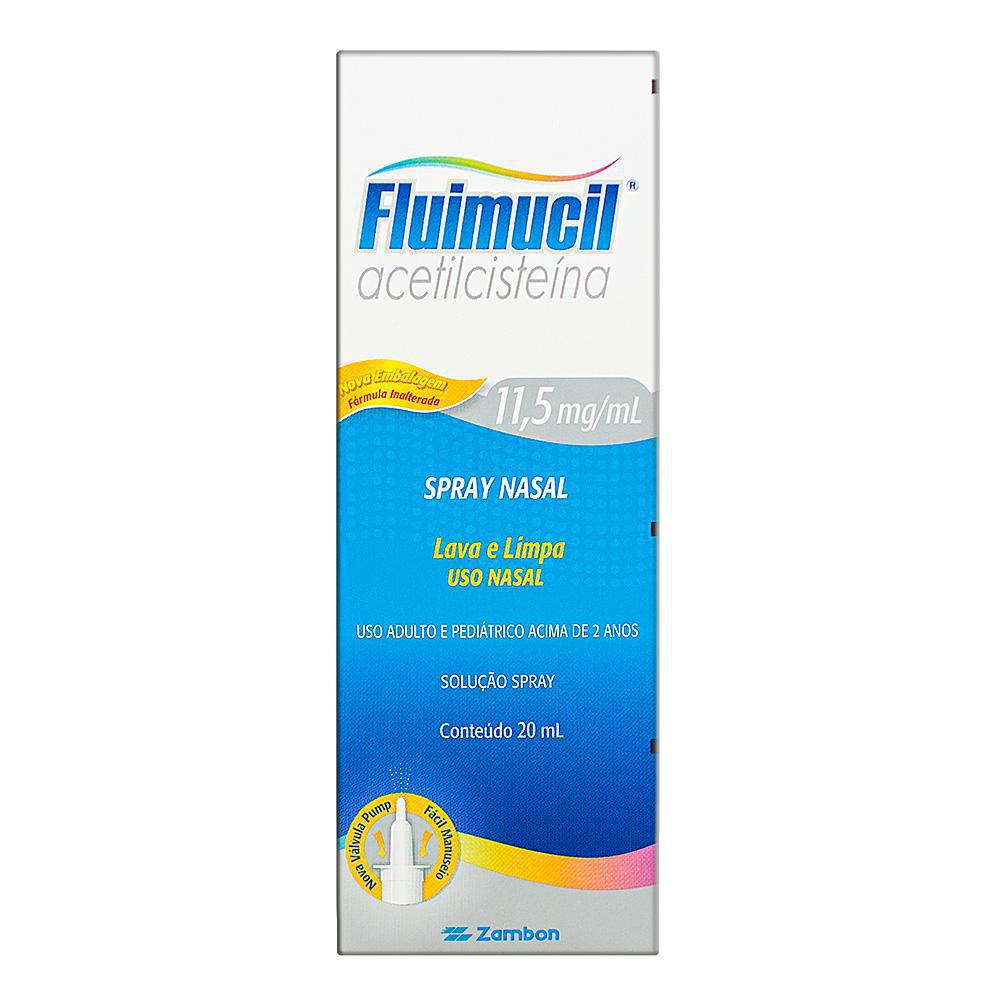 Fluimucil®
acetilcisteína
Nova Embalagem
Fórmula Inalterada
11,5 mg/mL
SPRAY NASAL
Lava e Limpa
USO NASAL
USO ADULTO E PEDIÁTRICO ACIMA DE 2 ANOS
SOLUÇÃO SPRAY
Conteúdo 20 mL
Nova Válvula Pump
Fácil Manuseio
Zambon